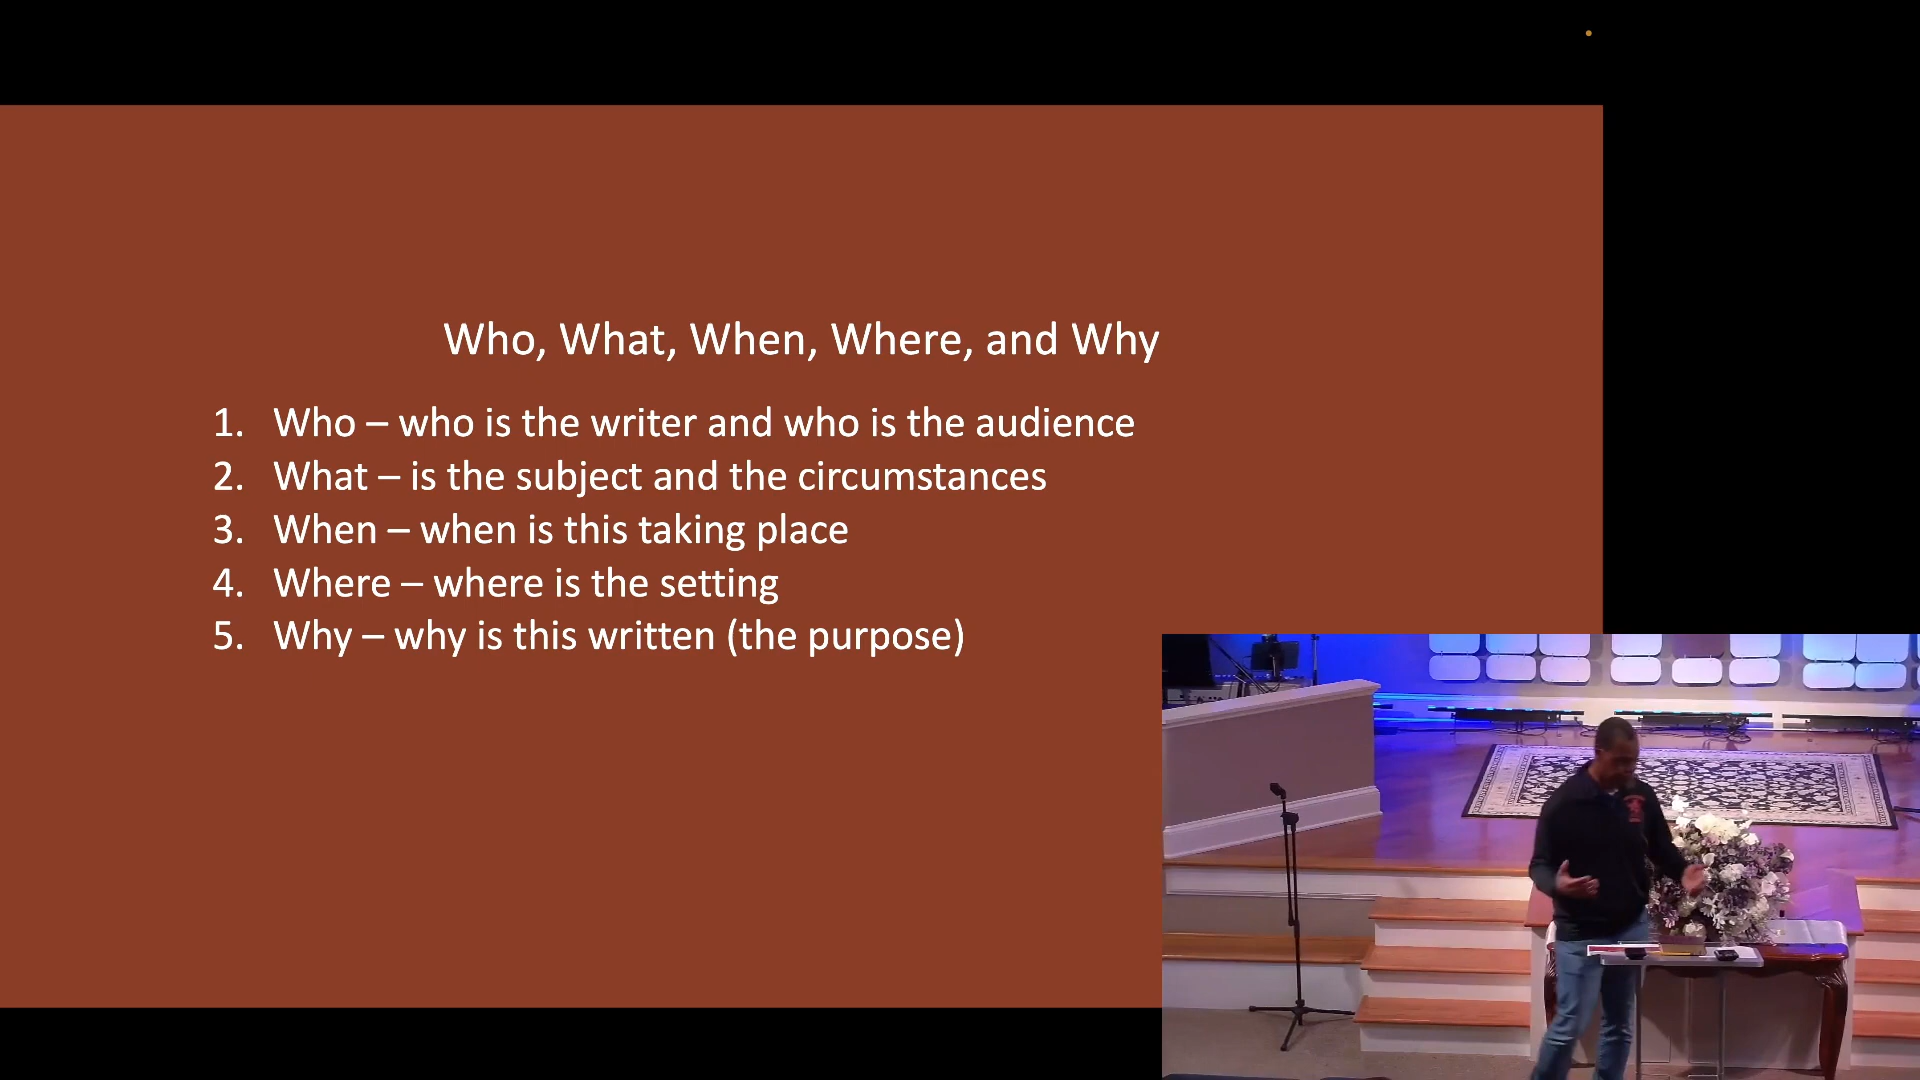 Who, What, When, Where, and Why
1. Who – who is the writer and who is the audience
2. What – is the subject and the circumstances
3. When – when is this taking place
4. Where – where is the setting
5. Why – why is this written (the purpose)